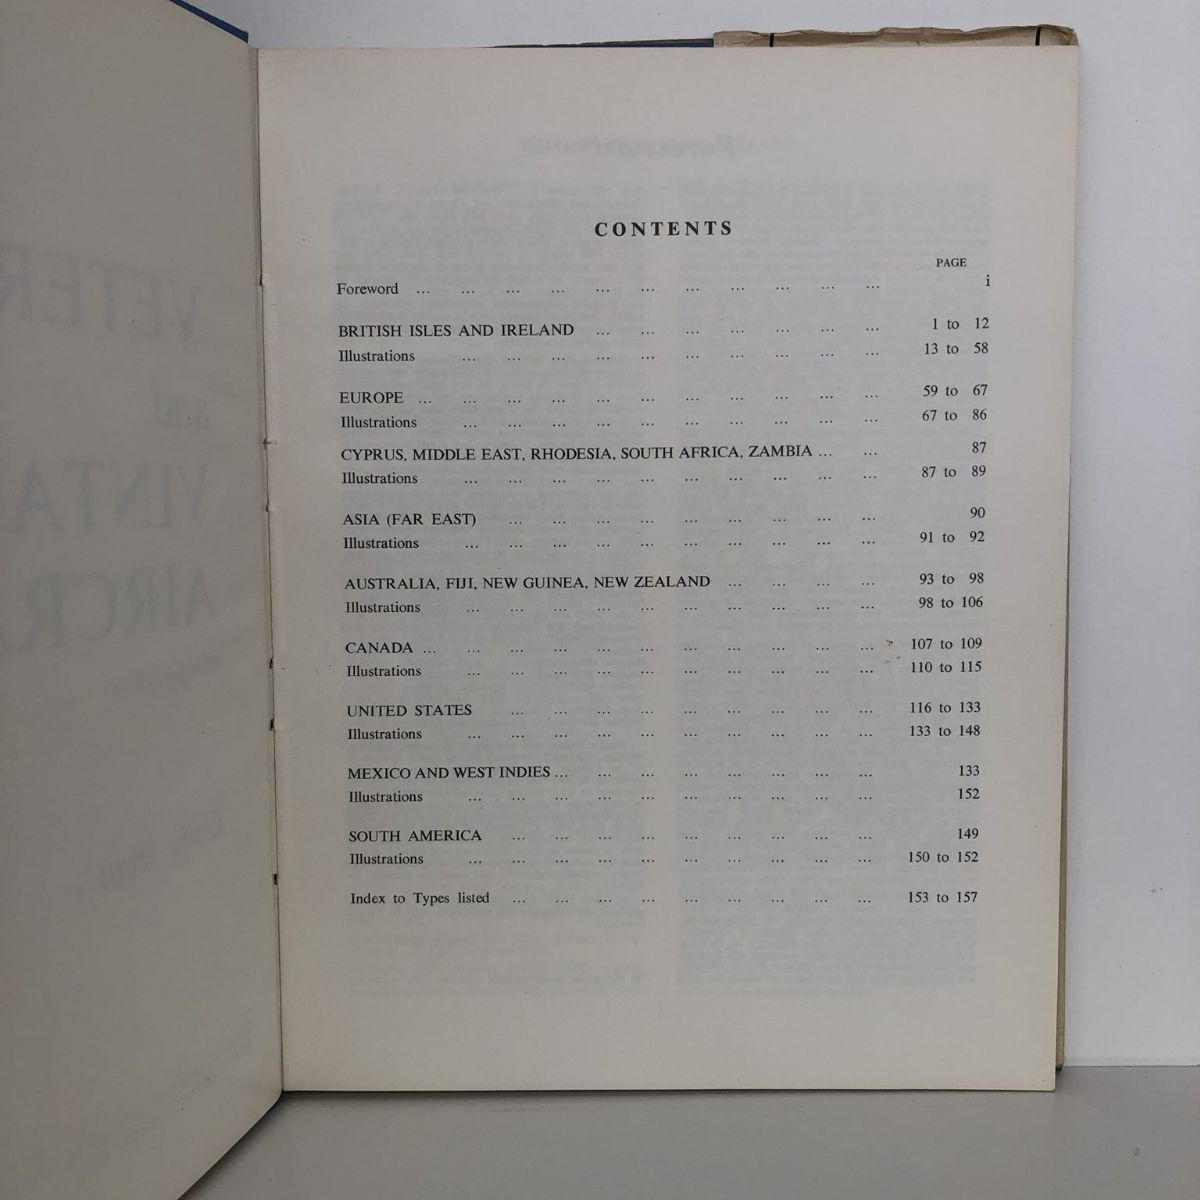 CONTENTS
PAGE
Foreword ... ... ... ... ... ... ... ... ... ... ... i
BRITISH ISLES AND IRELAND ... ... ... ... ... ... ... 1 to 12
Illustrations ... ... ... ... ... ... ... ... ... ... 13 to 58
EUROPE ... ... ... ... ... ... ... ... ... ... ... 59 to 67
Illustrations ... ... ... ... ... ... ... ... ... ... 67 to 86
CYPRUS, MIDDLE EAST, RHODESIA, SOUTH AFRICA, ZAMBIA ... ... 87
Illustrations ... ... ... ... ... ... ... ... ... ... 87 to 89
ASIA (FAR EAST) ... ... ... ... ... ... ... ... ... 90
Illustrations ... ... ... ... ... ... ... ... ... ... 91 to 92
AUSTRALIA, FIJI, NEW GUINEA, NEW ZEALAND ... ... ... ... 93 to 98
Illustrations ... ... ... ... ... ... ... ... ... ... 98 to 106
CANADA ... ... ... ... ... ... ... ... ... ... ... 107 to 109
Illustrations ... ... ... ... ... ... ... ... ... ... 110 to 115
UNITED STATES ... ... ... ... ... ... ... ... ... 116 to 133
Illustrations ... ... ... ... ... ... ... ... ... ... 133 to 148
MEXICO AND WEST INDIES ... ... ... ... ... ... ... ... 133
Illustrations ... ... ... ... ... ... ... ... ... ... 152
SOUTH AMERICA ... ... ... ... ... ... ... ... ... 149
Illustrations ... ... ... ... ... ... ... ... ... ... 150 to 152
Index to Types listed ... ... ... ... ... ... ... ... ... 153 to 157